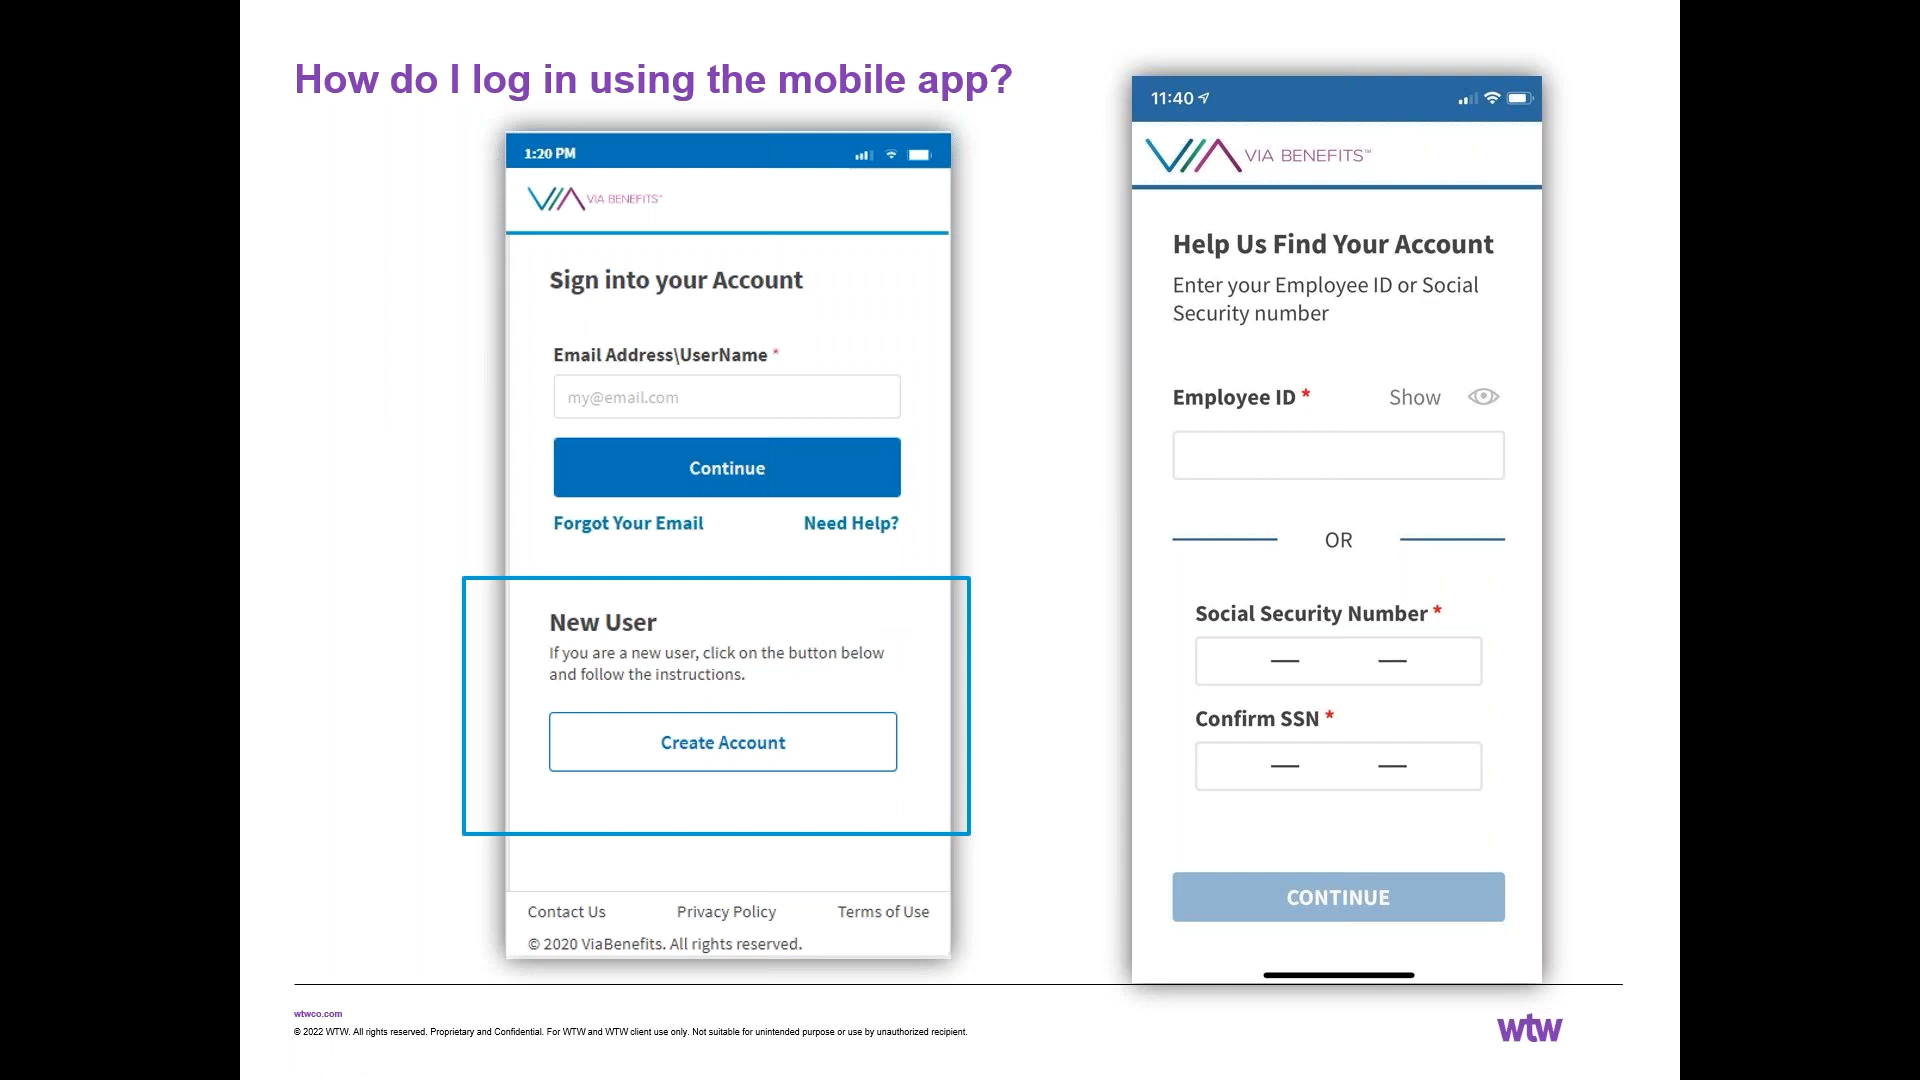 How do I log in using the mobile app?
1:20 PM
VIA BENEFITS™
Sign into your Account
Email Address\UserName *
my@email.com
Continue
Forgot Your Email
Need Help?
New User
If you are a new user, click on the button below
and follow the instructions.
Create Account
Contact Us
Privacy Policy
Terms of Use
© 2020 ViaBenefits. All rights reserved.
11:40
VIA BENEFITS™
Help Us Find Your Account
Enter your Employee ID or Social
Security number
Employee ID *
Show
OR
Social Security Number *
— —
Confirm SSN *
— —
CONTINUE
wtwco.com
© 2022 WTW. All rights reserved. Proprietary and Confidential. For WTW and WTW client use only. Not suitable for unintended purpose or use by unauthorized recipient.
wtw